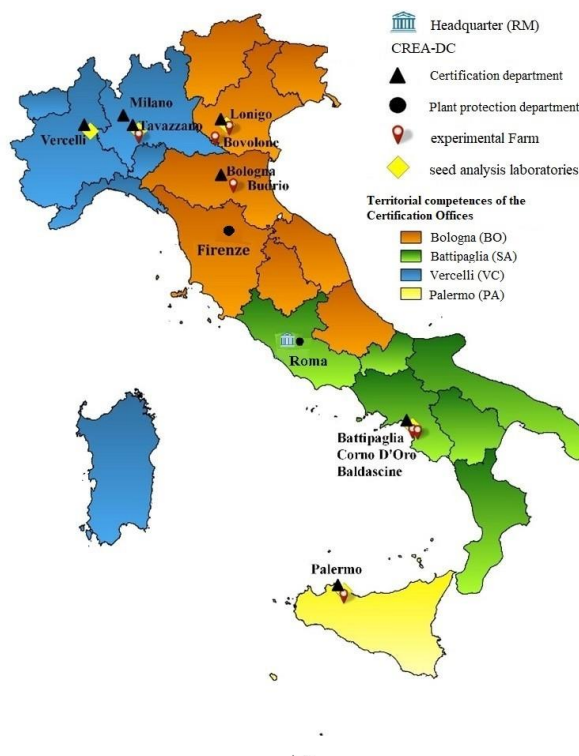 Headquarter (RM)
CREA-DC
Certification department
Plant protection department
experimental Farm
seed analysis laboratories
Territorial competences of the
Certification Offices
Bologna (BO)
Battipaglia (SA)
Vercelli (VC)
Palermo (PA)
Milano
Tavazzano
Vercelli
Lonigo
Bovolone
Bologna
Budrio
Firenze
Roma
Battipaglia
Corno D'Oro
Baldascine
Palermo